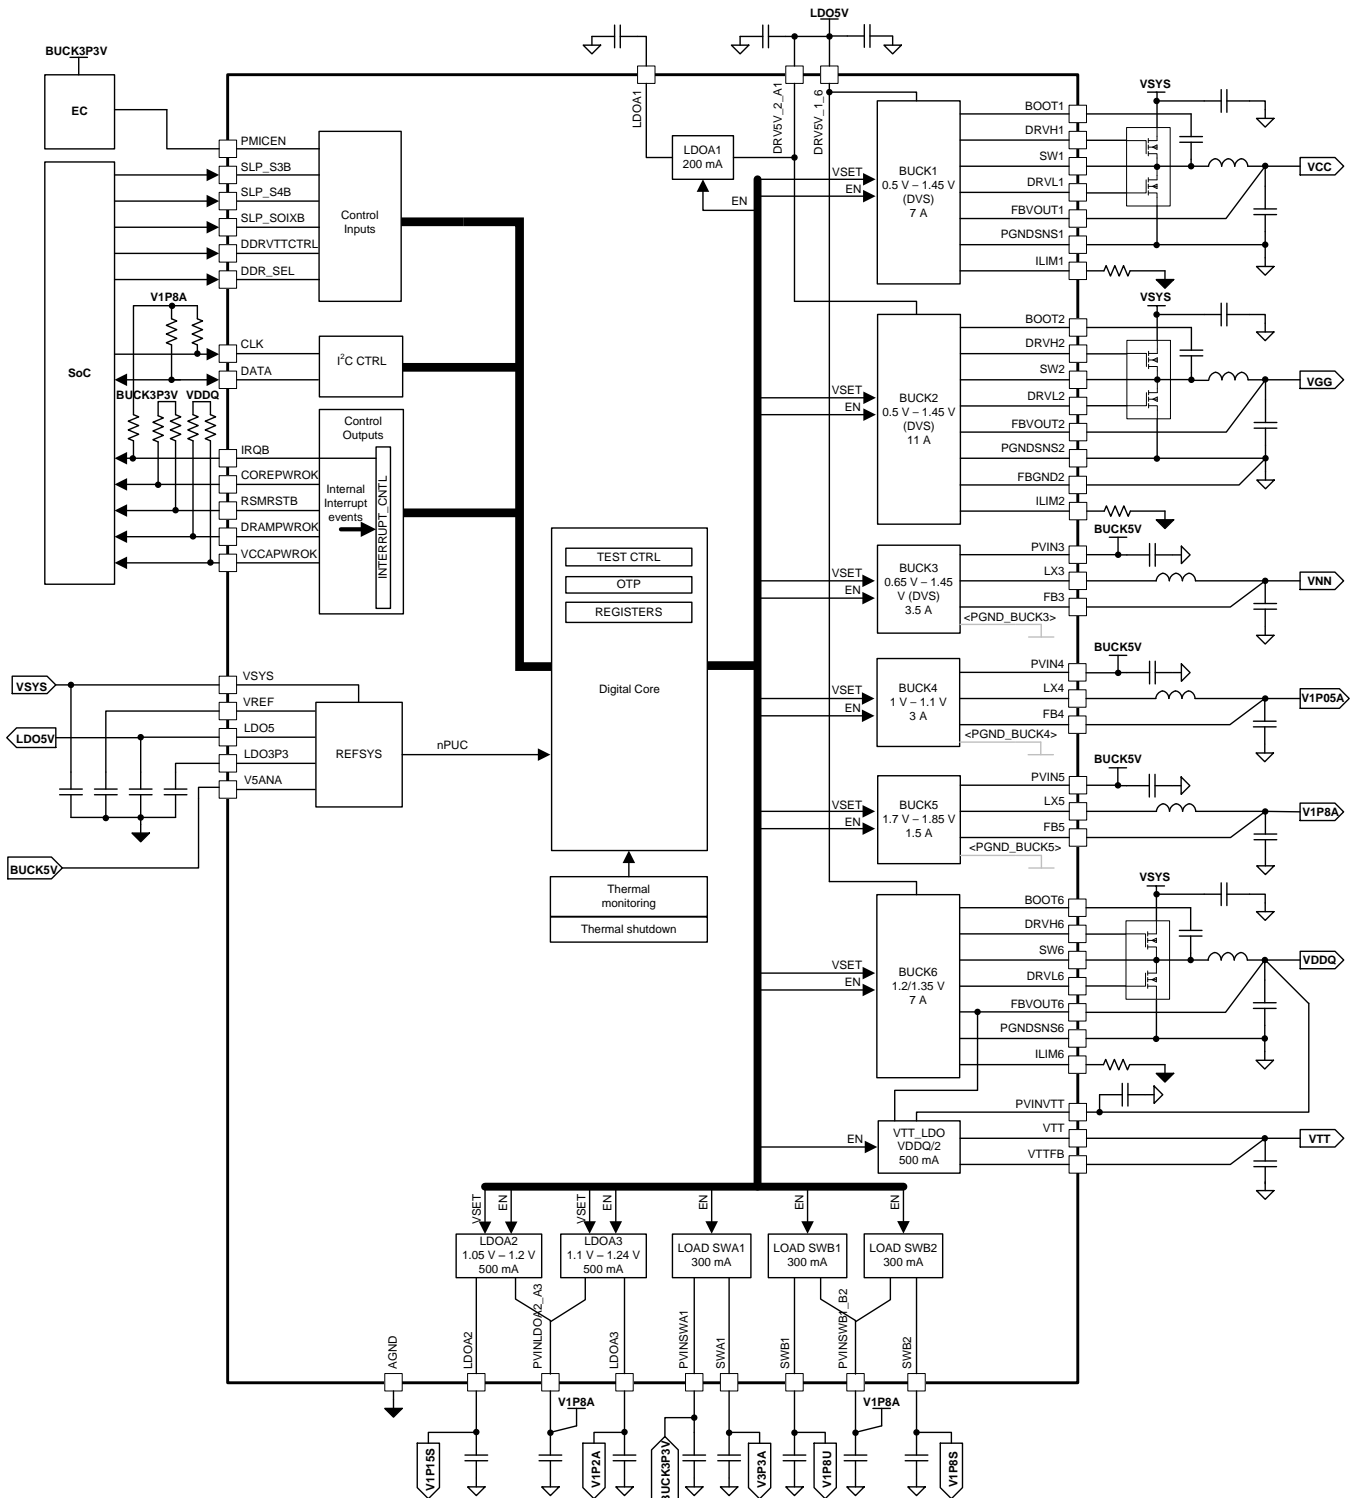 LDO5V
BUCK3P3V
EC
LDOA1
DRV5V_2_A1
DRV5V_1_6
PMICEN
SLP_S3B
SLP_S4B
SLP_SOIXB
DDRVTTCTRL
DDR_SEL
Control
Inputs
SoC
V1P8A
CLK
DATA
I2C CTRL
BUCK3P3V
VDDQ
IRQB
COREPWROK
RSMRSTB
DRAMPWROK
VCCAPWROK
Control
Outputs
Internal
Interrupt
events
INTERRUPT_CNTL
LDOA1
200 mA
EN
TEST CTRL
OTP
REGISTERS
Digital Core
Thermal
monitoring
Thermal shutdown
VSYS
LDO5V
BUCK5V
VSYS
VREF
LDO5
LDO3P3
V5ANA
REFSYS
nPUC
VSET
EN
BUCK1
0.5 V – 1.45 V
(DVS)
7 A
BOOT1
DRVH1
SW1
DRVL1
FBVOUT1
PGNDSNS1
ILIM1
VSYS
VCC
VSET
EN
BUCK2
0.5 V – 1.45 V
(DVS)
11 A
BOOT2
DRVH2
SW2
DRVL2
FBVOUT2
PGNDSNS2
FBGND2
ILIM2
VSYS
VGG
VSET
EN
BUCK3
0.65 V – 1.45
V (DVS)
3.5 A
PVIN3
LX3
FB3
<PGND_BUCK3>
BUCK5V
VNN
VSET
EN
BUCK4
1 V – 1.1 V
3 A
PVIN4
LX4
FB4
<PGND_BUCK4>
BUCK5V
V1P05A
VSET
EN
BUCK5
1.7 V – 1.85 V
1.5 A
PVIN5
LX5
FB5
<PGND_BUCK5>
BUCK5V
V1P8A
VSET
EN
BUCK6
1.2/1.35 V
7 A
BOOT6
DRVH6
SW6
DRVL6
FBVOUT6
PGNDSNS6
ILIM6
VSYS
VDDQ
EN
VTT_LDO
VDDQ/2
500 mA
PVINVTT
VTT
VTTFB
VTT
VSET
EN
LDOA2
1.05 V – 1.2 V
500 mA
VSET
EN
LDOA3
1.1 V – 1.24 V
500 mA
EN
LOAD SWA1
300 mA
EN
LOAD SWB1
300 mA
EN
LOAD SWB2
300 mA
AGND
LDOA2
PVINLDOA2_A3
LDOA3
PVINSWA1
SWA1
SWB1
PVINSWB1_B2
SWB2
V1P15S
V1P8A
V1P2A
BUCK3P3V
V3P3A
V1P8U
V1P8A
V1P8S